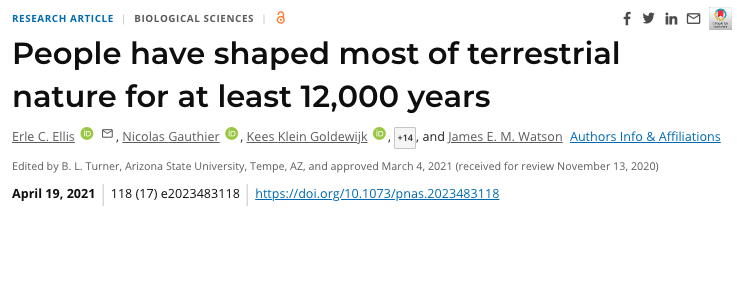 RESEARCH ARTICLE | BIOLOGICAL SCIENCES |
People have shaped most of terrestrial
nature for at least 12,000 years
Erle C. Ellis iD, Nicolas Gauthier iD, Kees Klein Goldewijk iD, +14, and James E. M. Watson Authors Info & Affiliations
Edited by B. L. Turner, Arizona State University, Tempe, AZ, and approved March 4, 2021 (received for review November 13, 2020)
April 19, 2021 | 118 (17) e2023483118 | https://doi.org/10.1073/pnas.2023483118